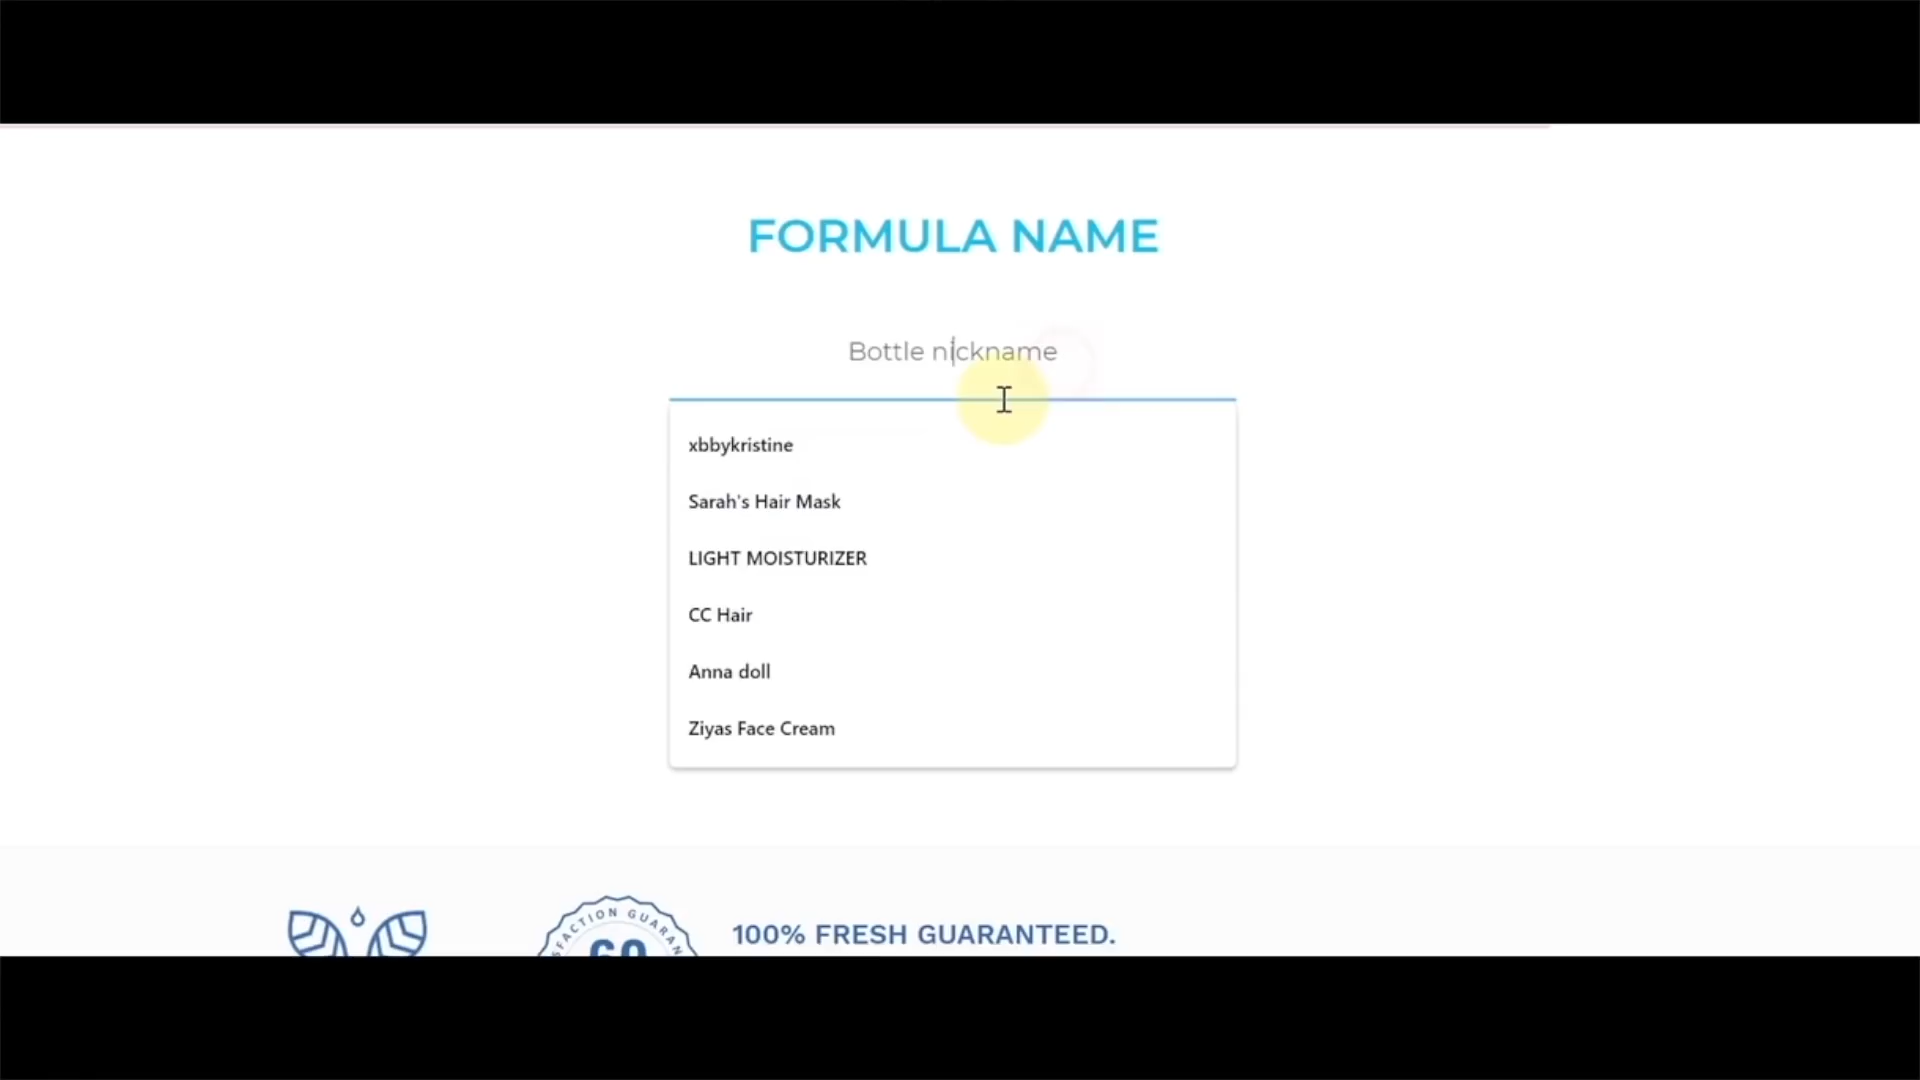 FORMULA NAME
Bottle nickname
xbbykristine
Sarah's Hair Mask
LIGHT MOISTURIZER
CC Hair
Anna doll
Ziyas Face Cream
100% FRESH GUARANTEED.